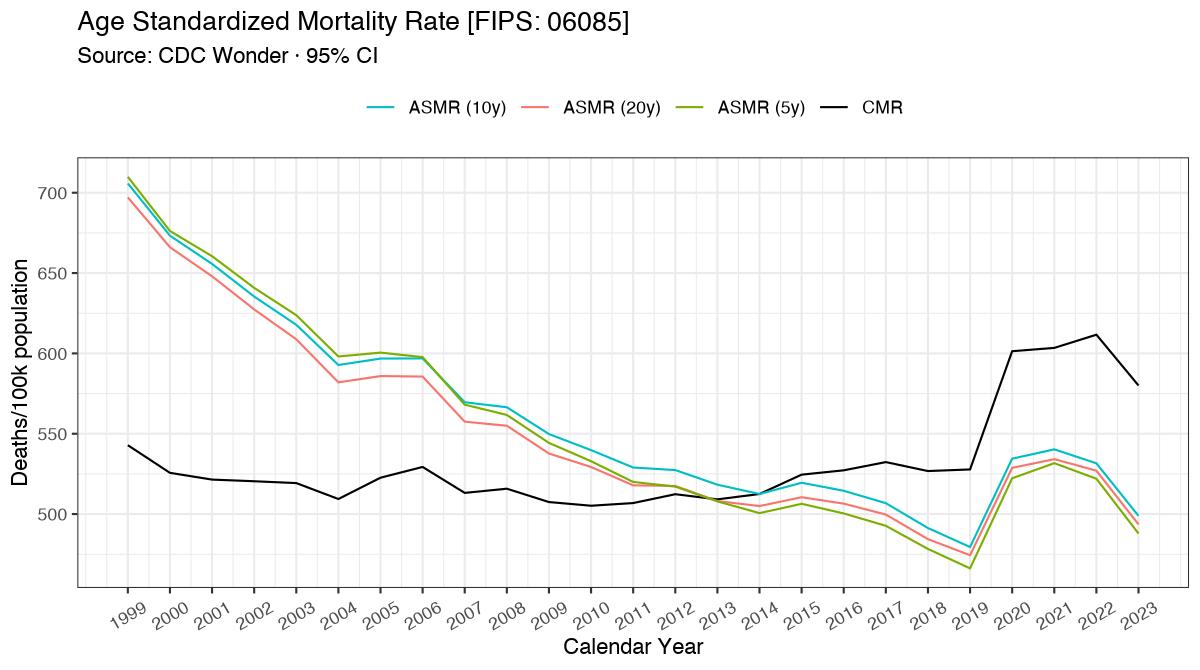 Age Standardized Mortality Rate [FIPS: 06085]
Source: CDC Wonder · 95% CI
ASMR (10y) ASMR (20y) ASMR (5y) CMR
Deaths/100k population
700
650
600
550
500
1999 2000 2001 2002 2003 2004 2005 2006 2007 2008 2009 2010 2011 2012 2013 2014 2015 2016 2017 2018 2019 2020 2021 2022 2023
Calendar Year